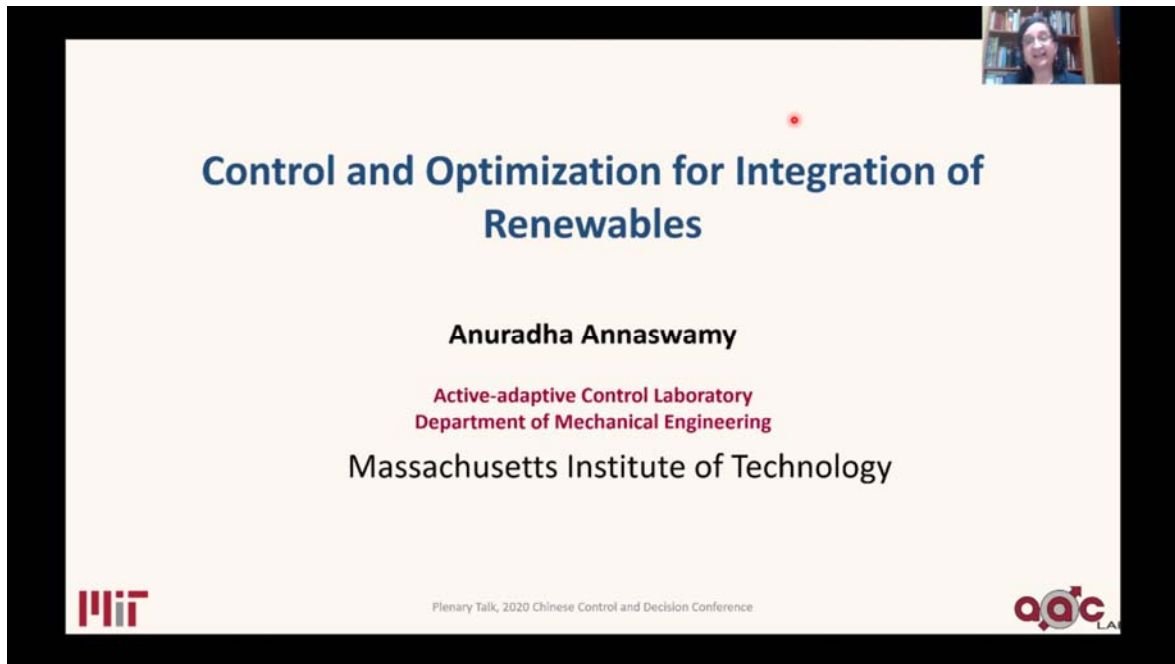 Control and Optimization for Integration of
Renewables
Anuradha Annaswamy
Active-adaptive Control Laboratory
Department of Mechanical Engineering
Massachusetts Institute of Technology
MiT
Plenary Talk, 2020 Chinese Control and Decision Conference
aac
LA